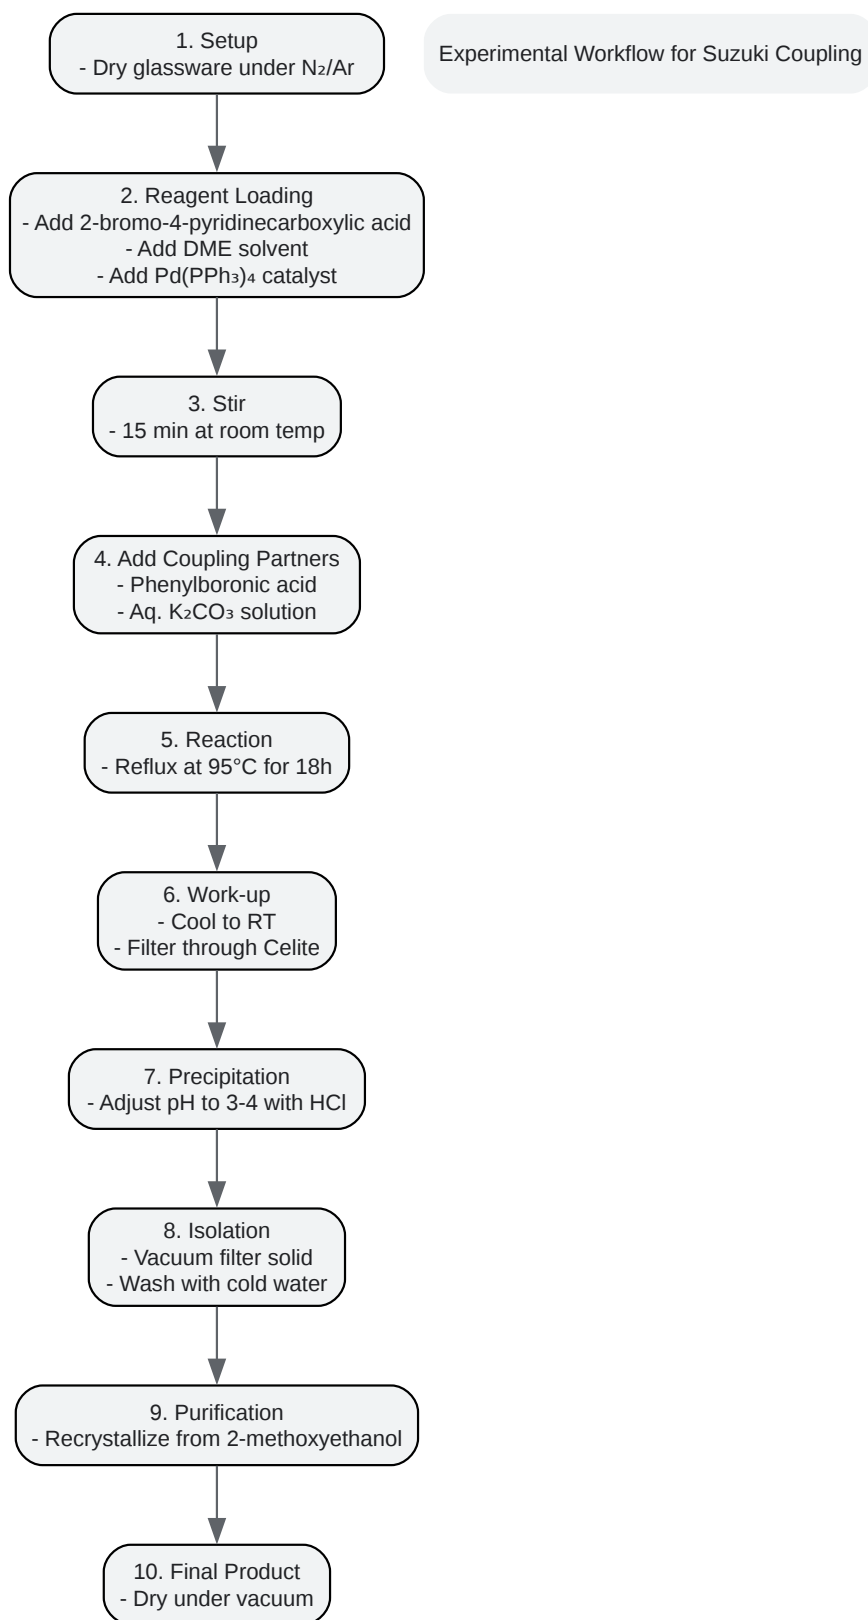 1. Setup
- Dry glassware under N₂/Ar
Experimental Workflow for Suzuki Coupling
2. Reagent Loading
- Add 2-bromo-4-pyridinecarboxylic acid
- Add DME solvent
- Add Pd(PPh₃)₄ catalyst
3. Stir
- 15 min at room temp
4. Add Coupling Partners
- Phenylboronic acid
- Aq. K₂CO₃ solution
5. Reaction
- Reflux at 95°C for 18h
6. Work-up
- Cool to RT
- Filter through Celite
7. Precipitation
- Adjust pH to 3-4 with HCl
8. Isolation
- Vacuum filter solid
- Wash with cold water
9. Purification
- Recrystallize from 2-methoxyethanol
10. Final Product
- Dry under vacuum